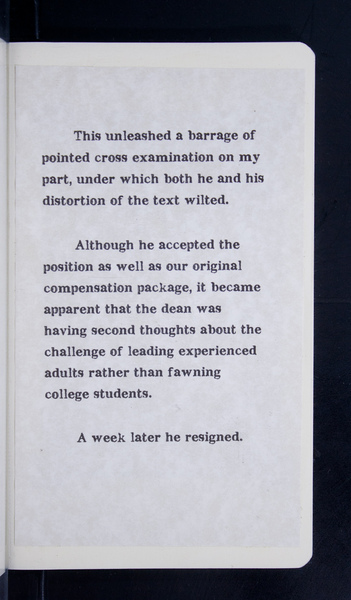 This unleashed a barrage of
pointed cross examination on my
part, under which both he and his
distortion of the text wilted.
Although he accepted the
position as well as our original
compensation package, it became
apparent that the dean was
having second thoughts about the
challenge of leading experienced
adults rather than fawning
college students.
A week later he resigned.